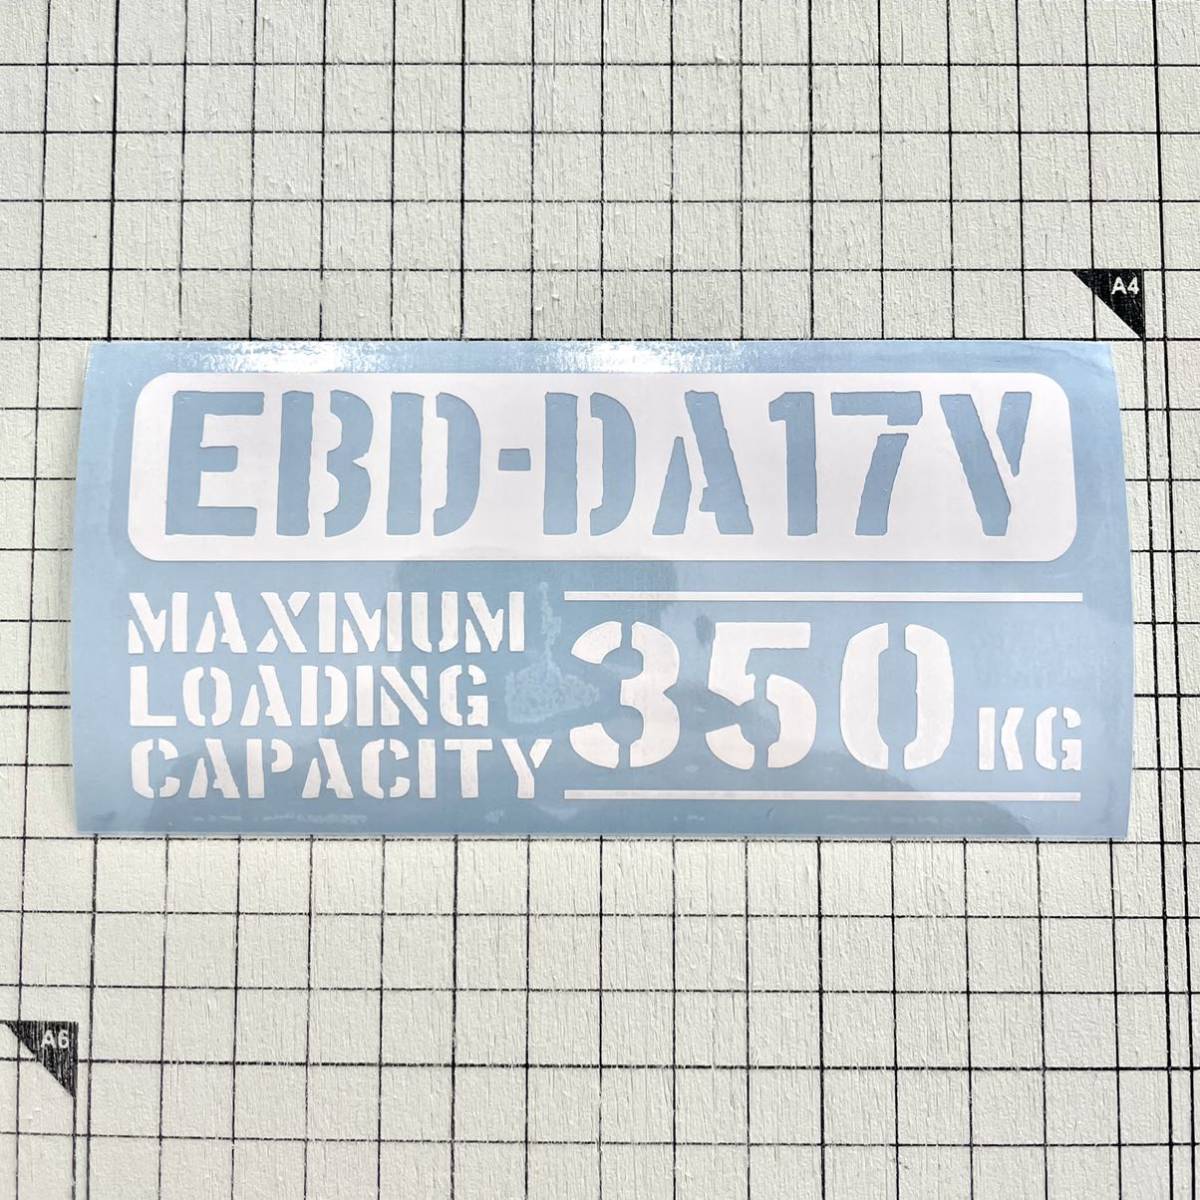 A4
EBD-DA17V
MAXIMUM
LOADING
CAPACITY
350 KG
A6